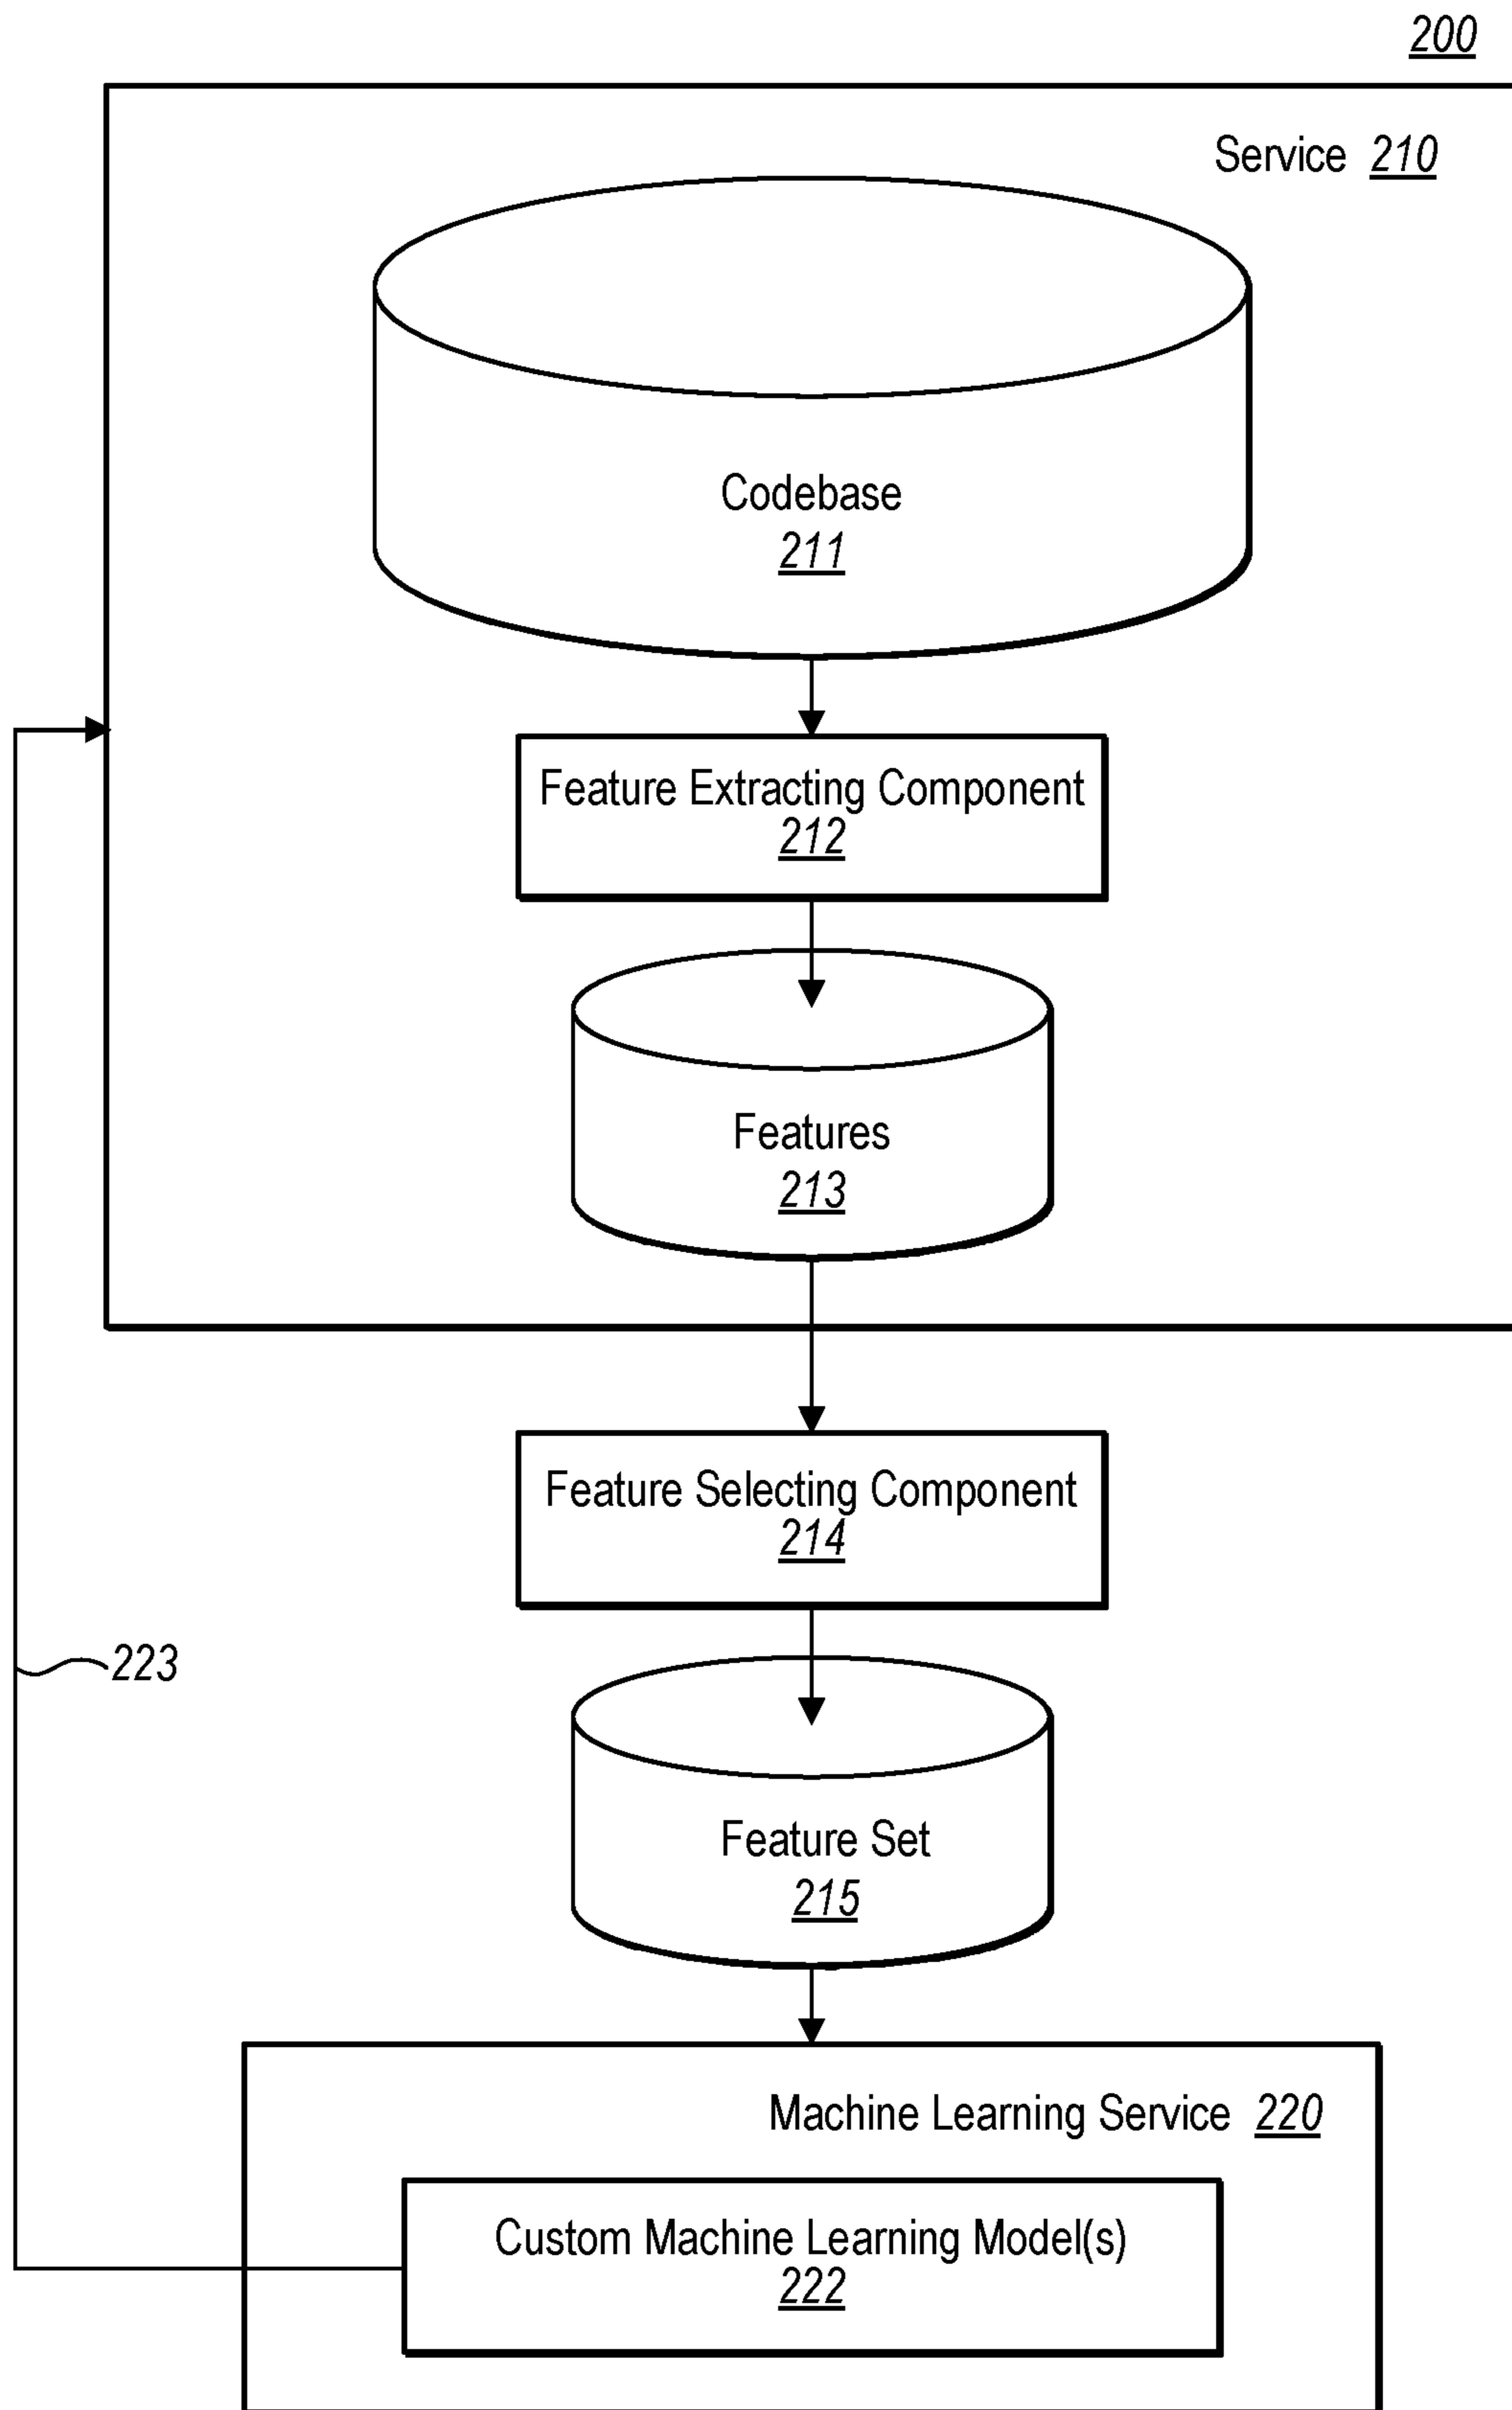 200
Service 210
Codebase
211
Feature Extracting Component
212
Features
213
Feature Selecting Component
214
223
Feature Set
215
Machine Learning Service 220
Custom Machine Learning Model(s)
222